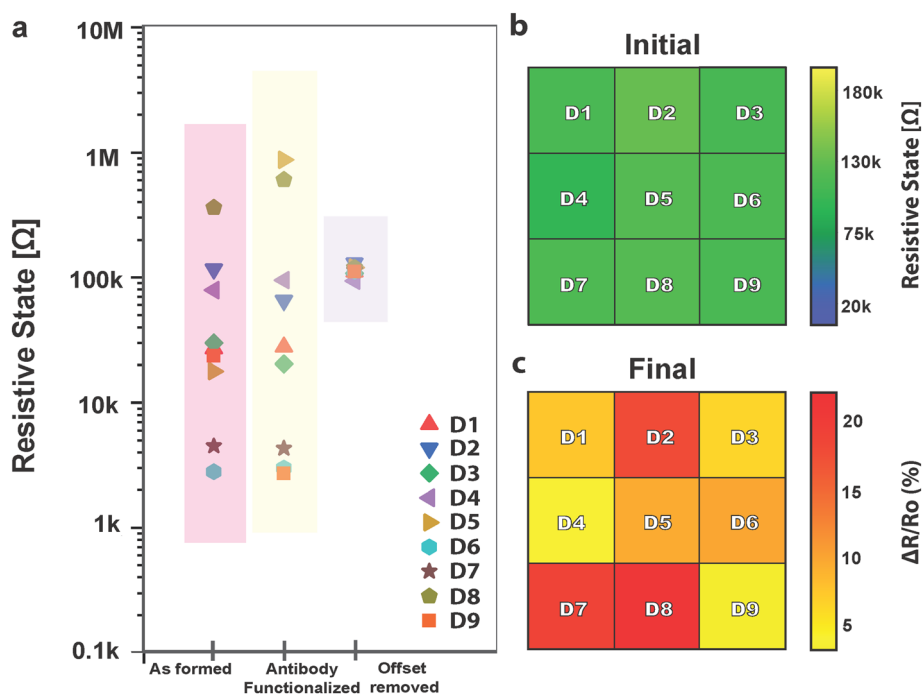 a
Resistive State [Ω]
10M
1M
100k
10k
1k
0.1k
As formed
Antibody
Functionalized
Offset
removed
D1
D2
D3
D4
D5
D6
D7
D8
D9
b
Initial
D1 D2 D3
D4 D5 D6
D7 D8 D9
180k
130k
75k
20k
Resistive State [Ω]
c
Final
D1 D2 D3
D4 D5 D6
D7 D8 D9
20
15
10
5
ΔR/Ro (%)